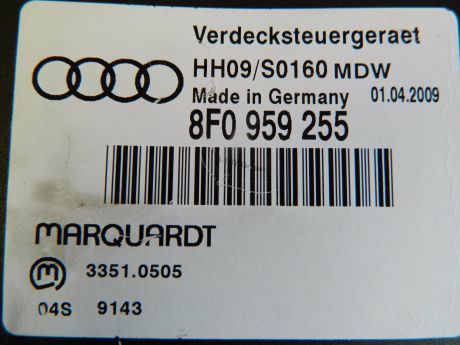 Verdecksteuergeraet
HH09/S0160 MDW
Made in Germany 01.04.2009
8F0 959 255
MARQUARDT
m 3351.0505
04S 9143